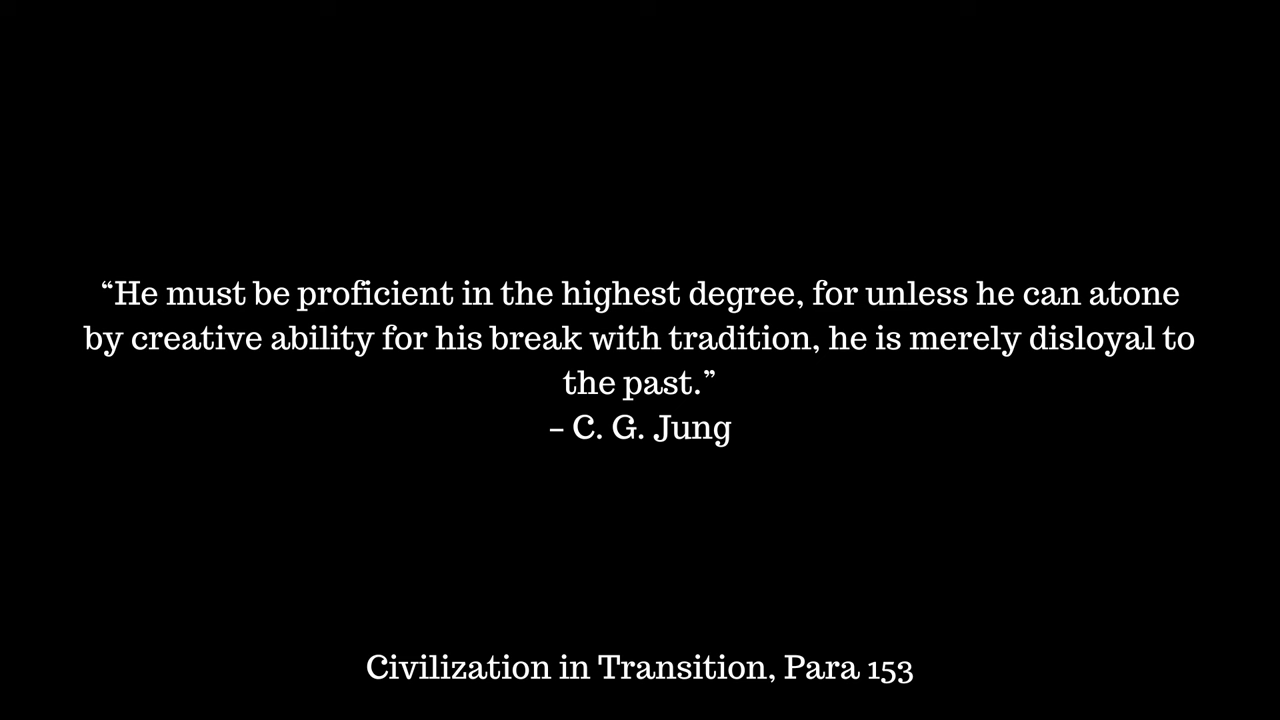 “He must be proficient in the highest degree, for unless he can atone
by creative ability for his break with tradition, he is merely disloyal to
the past.”
– C. G. Jung
Civilization in Transition, Para 153